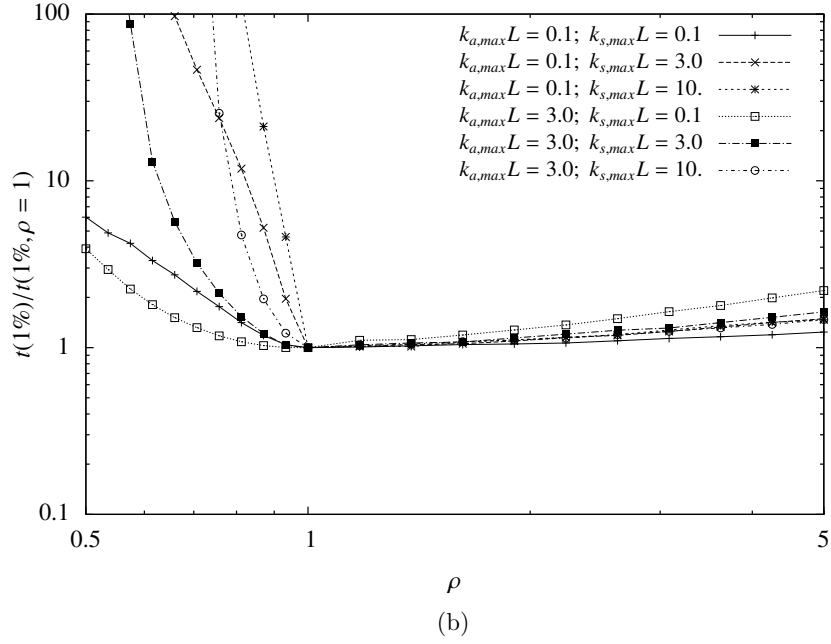 100
10
1
0.1
t(1%)/t(1%, ρ = 1)
k_{a,max}L = 0.1; k_{s,max}L = 0.1
k_{a,max}L = 0.1; k_{s,max}L = 3.0
k_{a,max}L = 0.1; k_{s,max}L = 10.
k_{a,max}L = 3.0; k_{s,max}L = 0.1
k_{a,max}L = 3.0; k_{s,max}L = 3.0
k_{a,max}L = 3.0; k_{s,max}L = 10.
0.5 1 5
ρ
(b)